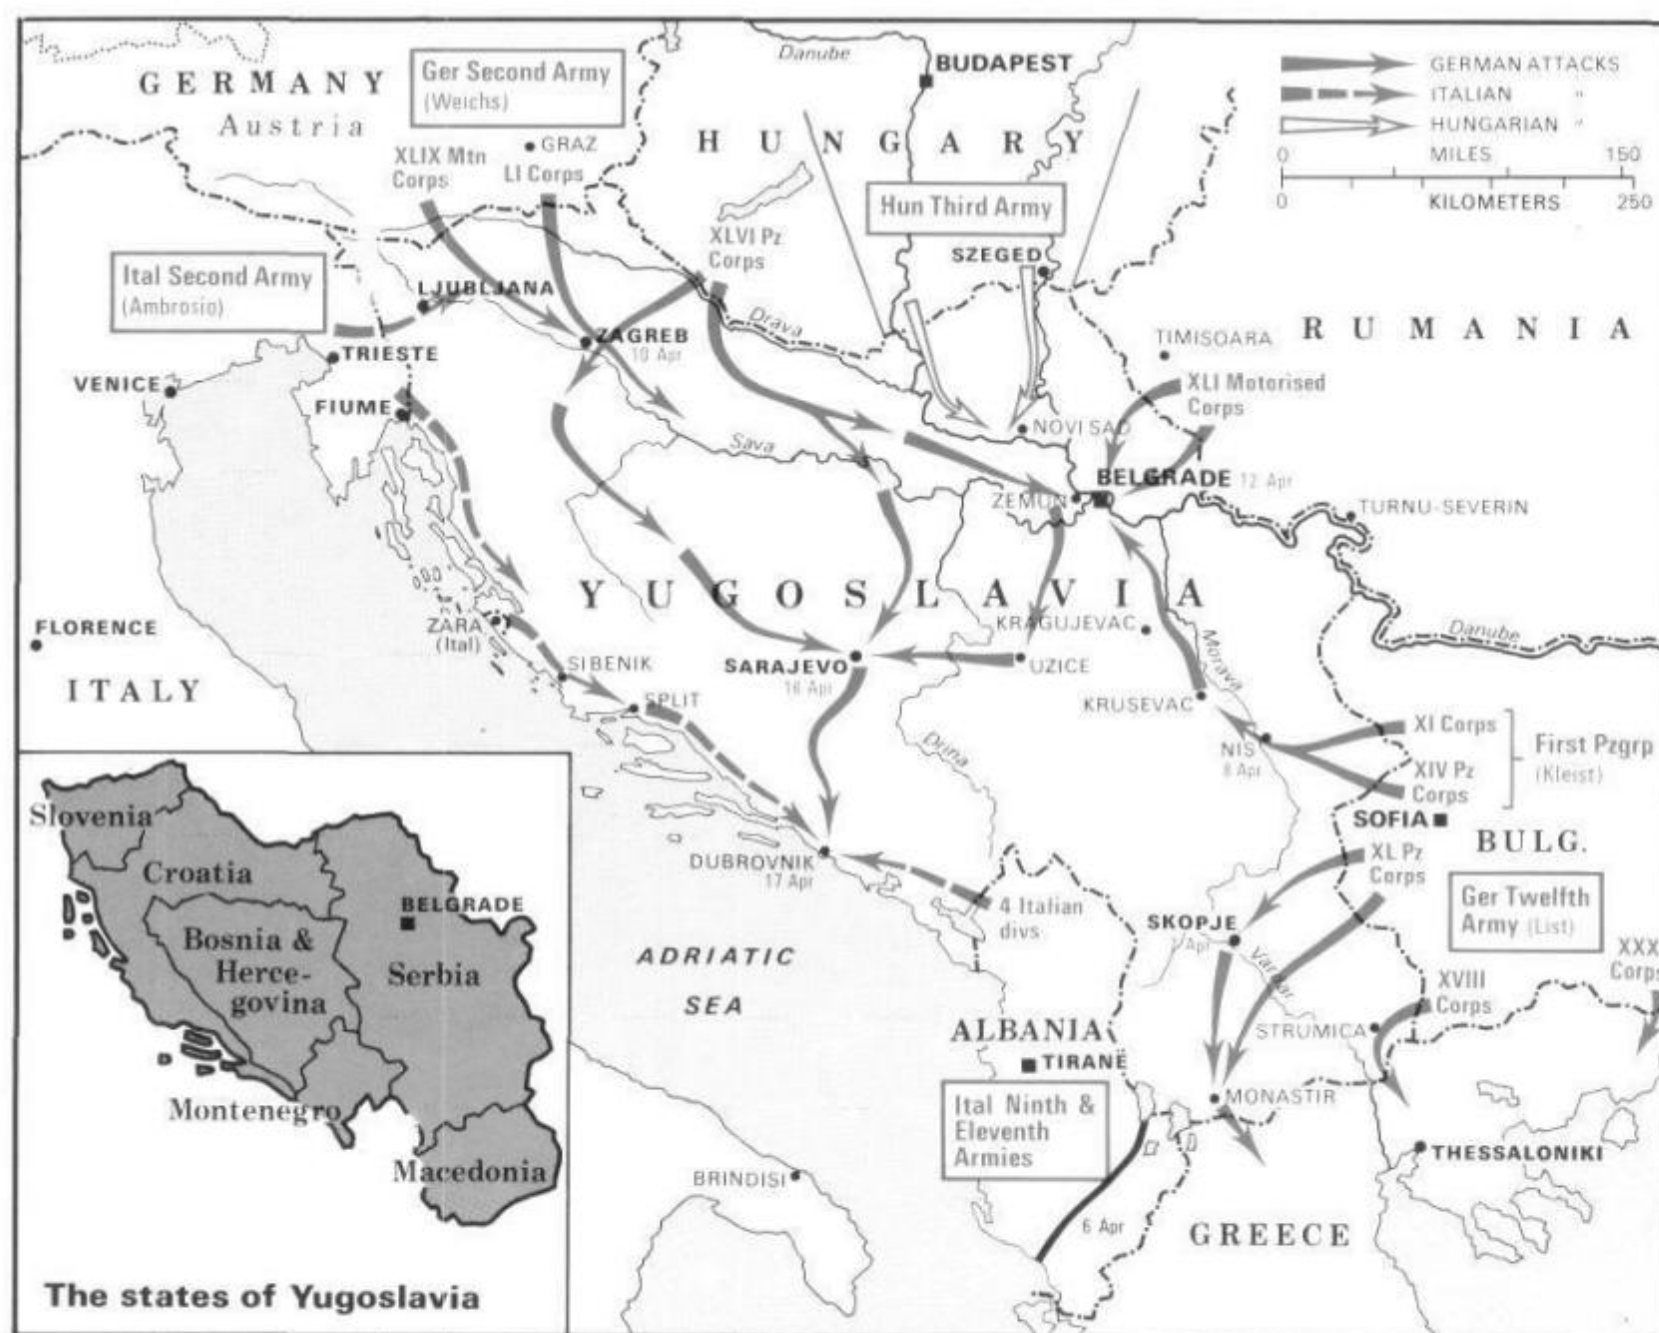 GERMANY
Austria
Ger Second Army
(Weichs)
Danube
BUDAPEST
GERMAN ATTACKS
ITALIAN "
HUNGARIAN "
0 MILES 150
KILOMETERS 250
HUNGARY
GRAZ
XLIX Mtn
Corps
LI Corps
Hun Third Army
XLVI Pz
Corps
SZEGED
Ital Second Army
(Ambrosio)
LJUBLJANA
Drava
RUMANIA
ZAGREB
10 Apr
TIMISOARA
TRIESTE
VENICE
FIUME
XLI Motorised
Corps
NOVI SAD
Sava
BELGRADE 12 Apr
ZEMUN
TURNU-SEVERIN
YUGOSLAVIA
FLORENCE
ZARA
(Ital)
KRAGUJEVAC
Morava
Danube
SIBENIK
SARAJEVO
16 Apr
UZICE
ITALY
SPLIT
KRUSEVAC
XI Corps
Drina
NIS
8 Apr
First Pzgrp
(Kleist)
XIV Pz
Corps
SOFIA
BULG.
DUBROVNIK
17 Apr
XL Pz
Corps
4 Italian
divs
Ger Twelfth
Army (List)
SKOPJE
7 Apr
Vardar
XXX
Corps
XVIII
Corps
ADRIATIC
SEA
ALBANIA
TIRANE
STRUMICA
Ital Ninth &
Eleventh
Armies
MONASTIR
THESSALONIKI
BRINDISI
6 Apr
GREECE
Slovenia
Croatia
BELGRADE
Bosnia &
Herce-
govina
Serbia
Montenegro
Macedonia
The states of Yugoslavia